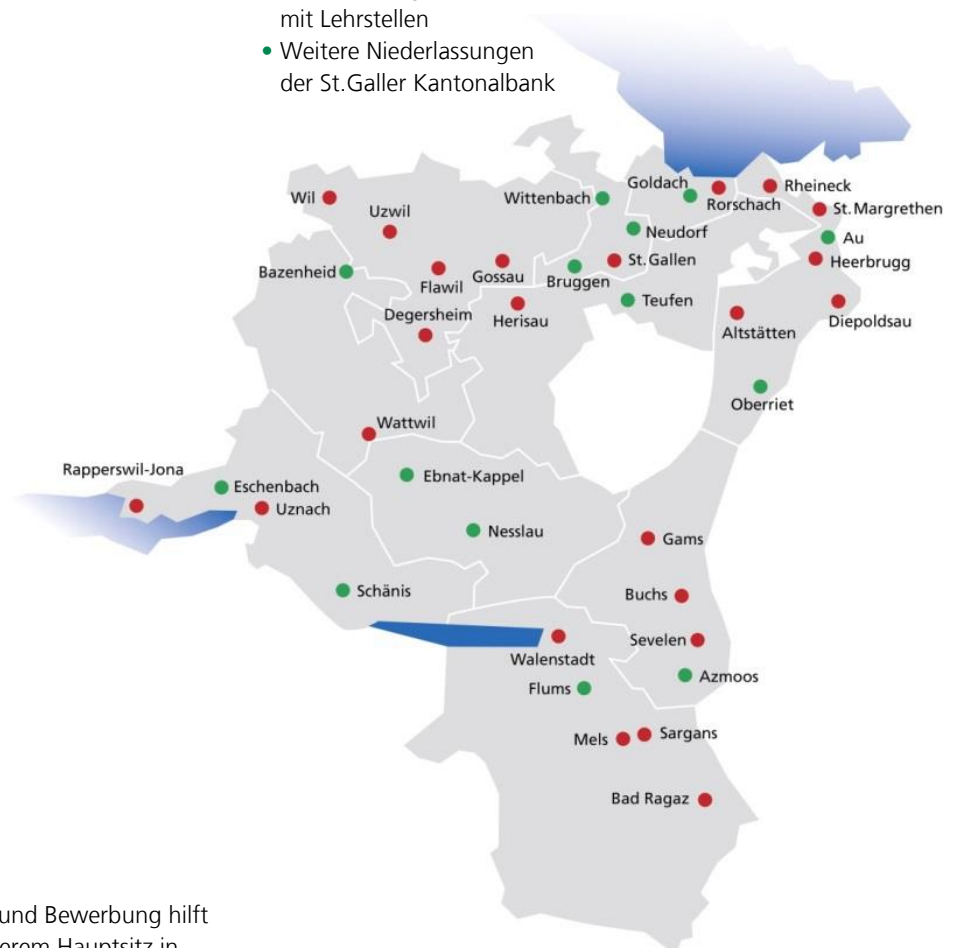 mit Lehrstellen
• Weitere Niederlassungen
der St.Galler Kantonalbank
Goldach
Rheineck
Wil
Wittenbach
Rorschach
St.Margrethen
Uzwil
Neudorf
Au
St.Gallen
Heerbrugg
Bazenheid
Flawil
Gossau
Bruggen
Teufen
Degersheim
Herisau
Altstätten
Diepoldsau
Oberriet
Wattwil
Rapperswil-Jona
Ebnat-Kappel
Eschenbach
Uznach
Nesslau
Gams
Schänis
Buchs
Sevelen
Walenstadt
Azmoos
Flums
Mels
Sargans
Bad Ragaz
und Bewerbung hilft